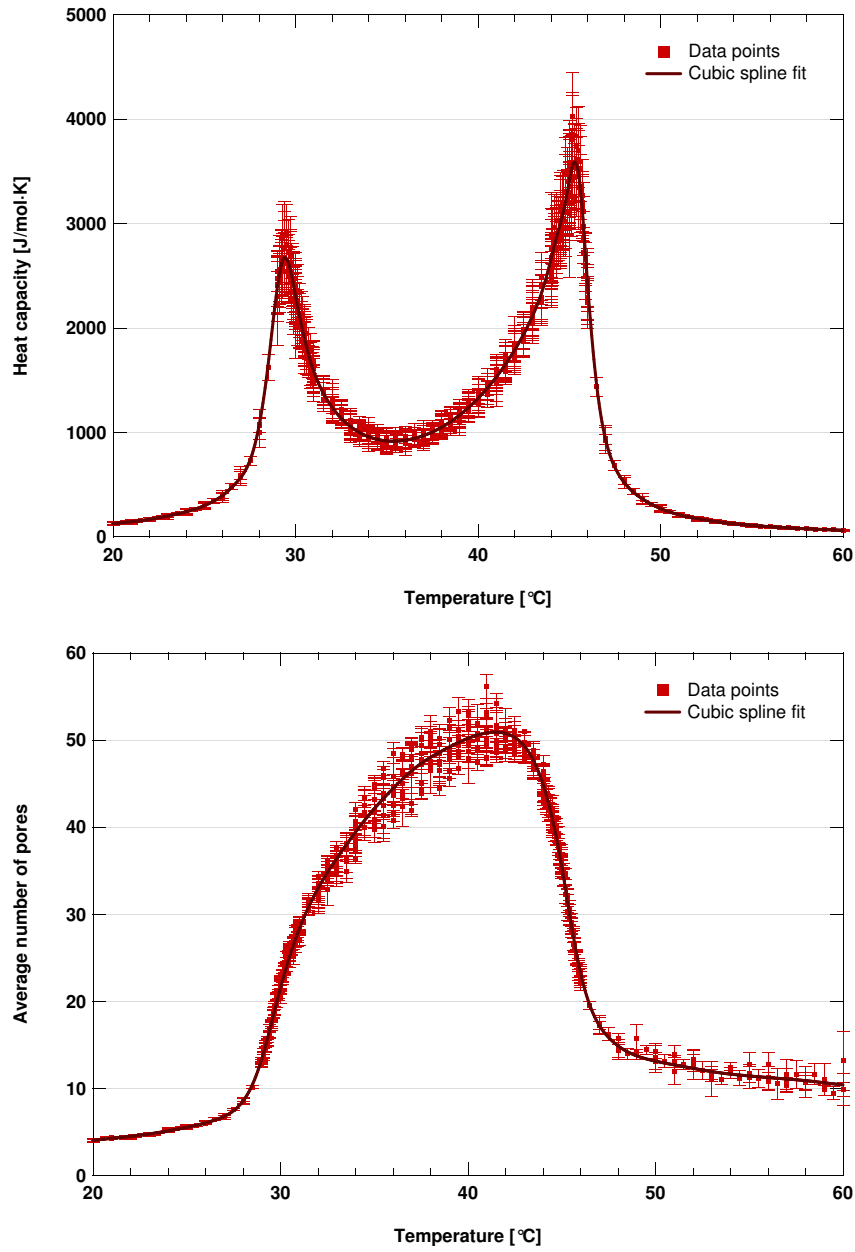 5000
4000
3000
2000
1000
0
Heat capacity [J/mol·K]
Data points
Cubic spline fit
20 30 40 50 60
Temperature [°C]
60
50
40
30
20
10
0
Average number of pores
Data points
Cubic spline fit
20 30 40 50 60
Temperature [°C]